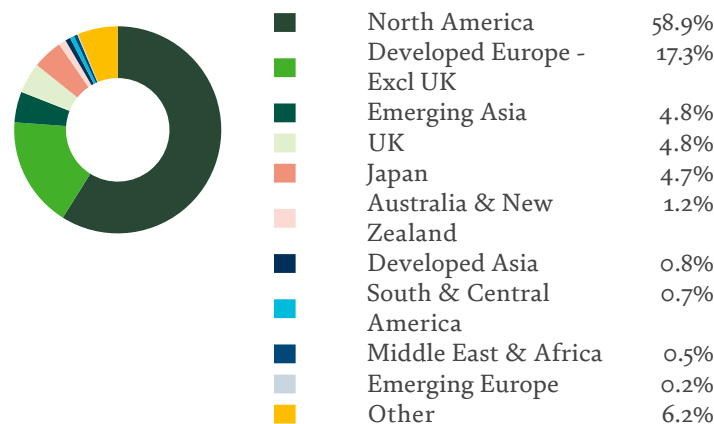 North America 58.9%
Developed Europe - 17.3%
Excl UK
Emerging Asia 4.8%
UK 4.8%
Japan 4.7%
Australia & New 1.2%
Zealand
Developed Asia 0.8%
South & Central 0.7%
America
Middle East & Africa 0.5%
Emerging Europe 0.2%
Other 6.2%